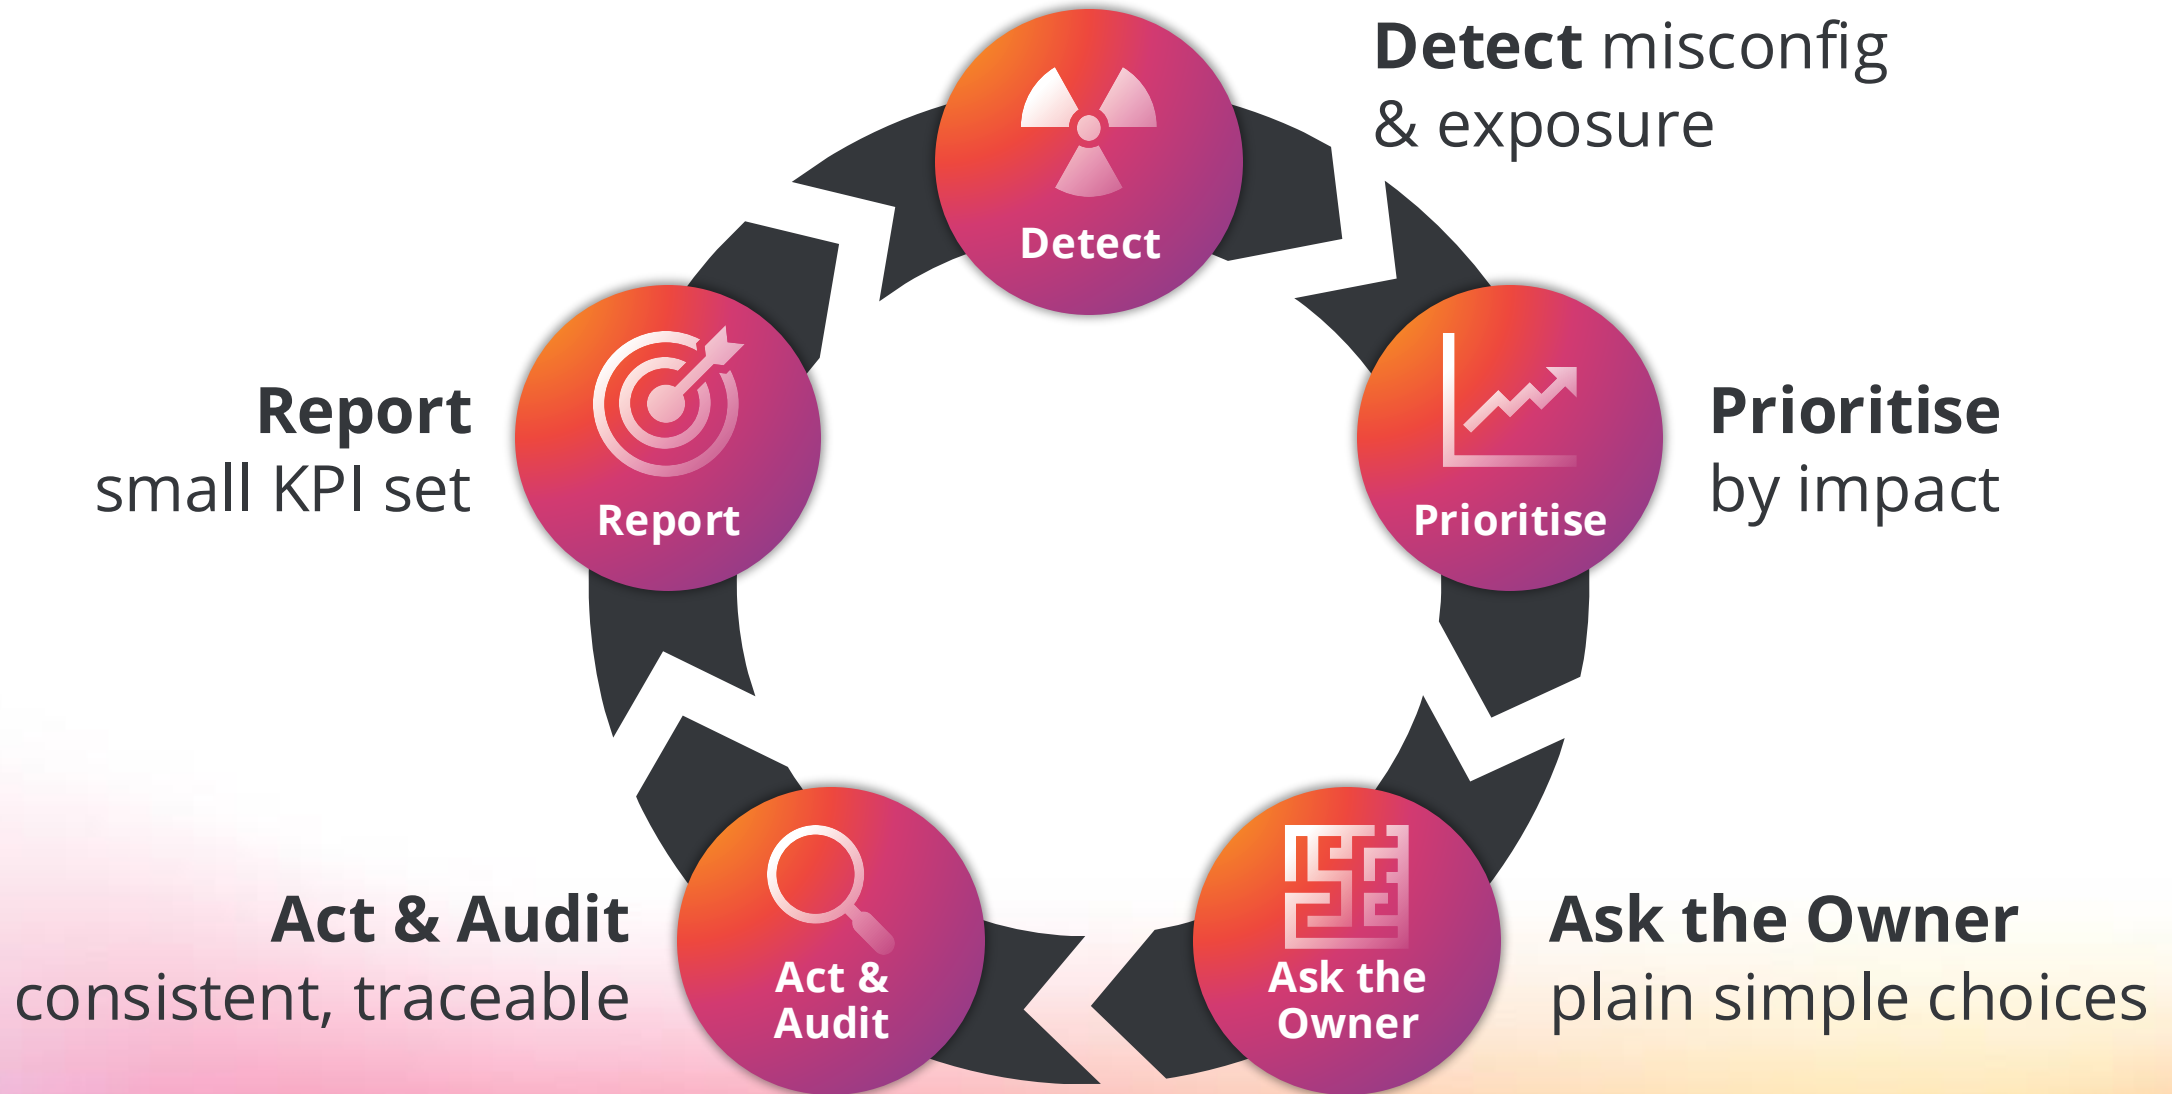 Detect
Detect misconfig
& exposure
Prioritise
Prioritise
by impact
Ask the
Owner
Ask the Owner
plain simple choices
Act &
Audit
Act & Audit
consistent, traceable
Report
Report
small KPI set